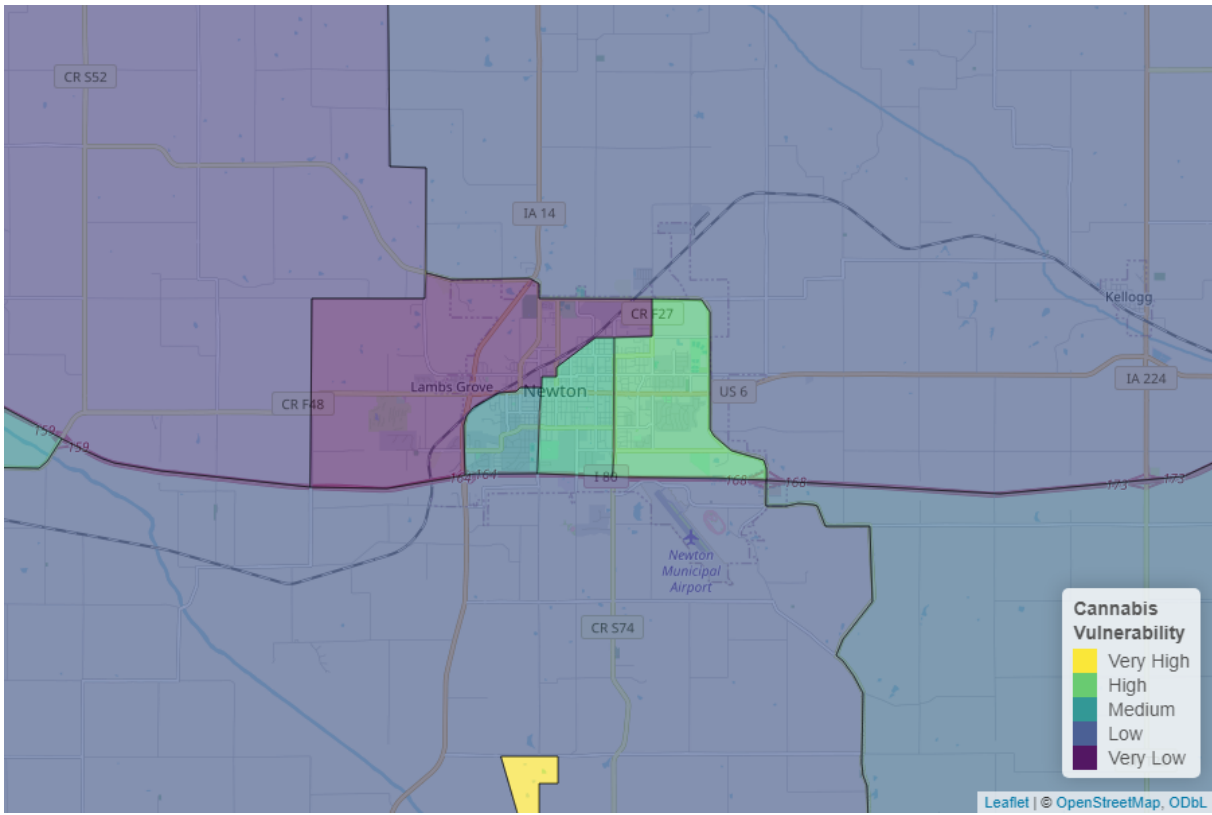 CR S52
IA 14
Kellogg
CR F27
Lambs Grove
Newton
US 6
IA 224
CR F48
159
159
164
164
I 80
168
168
173
173
Newton
Municipal
Airport
CR S74
Cannabis
Vulnerability
Very High
High
Medium
Low
Very Low
Leaflet | © OpenStreetMap, ODbL